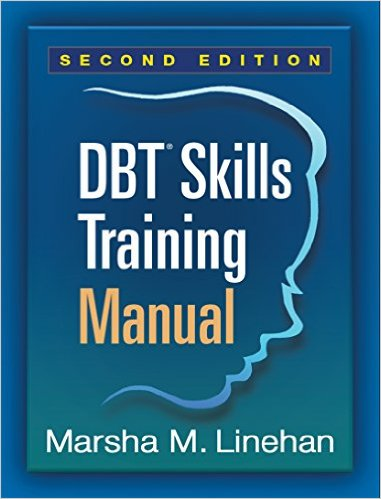 SECOND EDITION
DBT® Skills
Training
Manual
Marsha M. Linehan